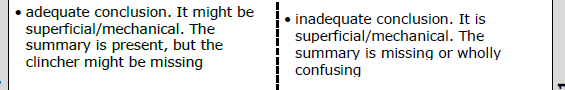 • adequate conclusion. It might be
superficial/mechanical. The
summary is present, but the
clincher might be missing
• inadequate conclusion. It is
superficial/mechanical. The
summary is missing or wholly
confusing